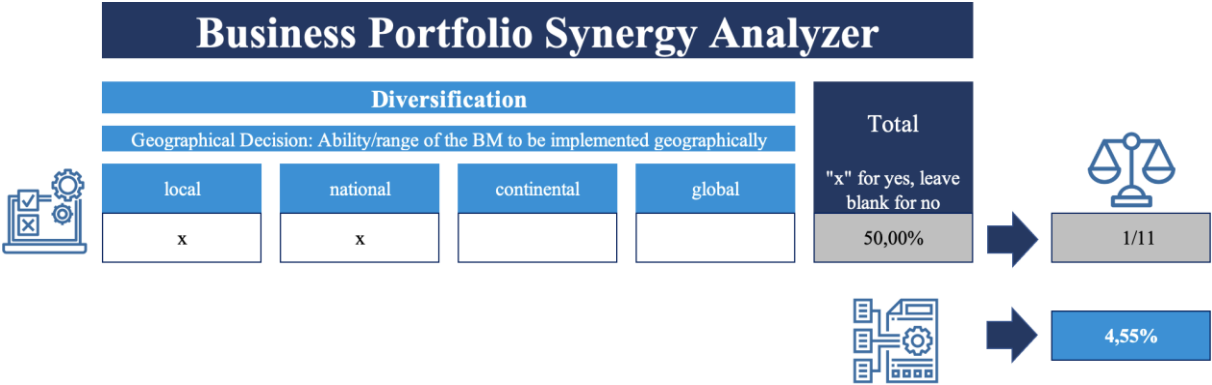 Business Portfolio Synergy Analyzer
Diversification
Geographical Decision: Ability/range of the BM to be implemented geographically
local
national
continental
global
Total
"x" for yes, leave
blank for no
x
x
50,00%
1/11
4,55%